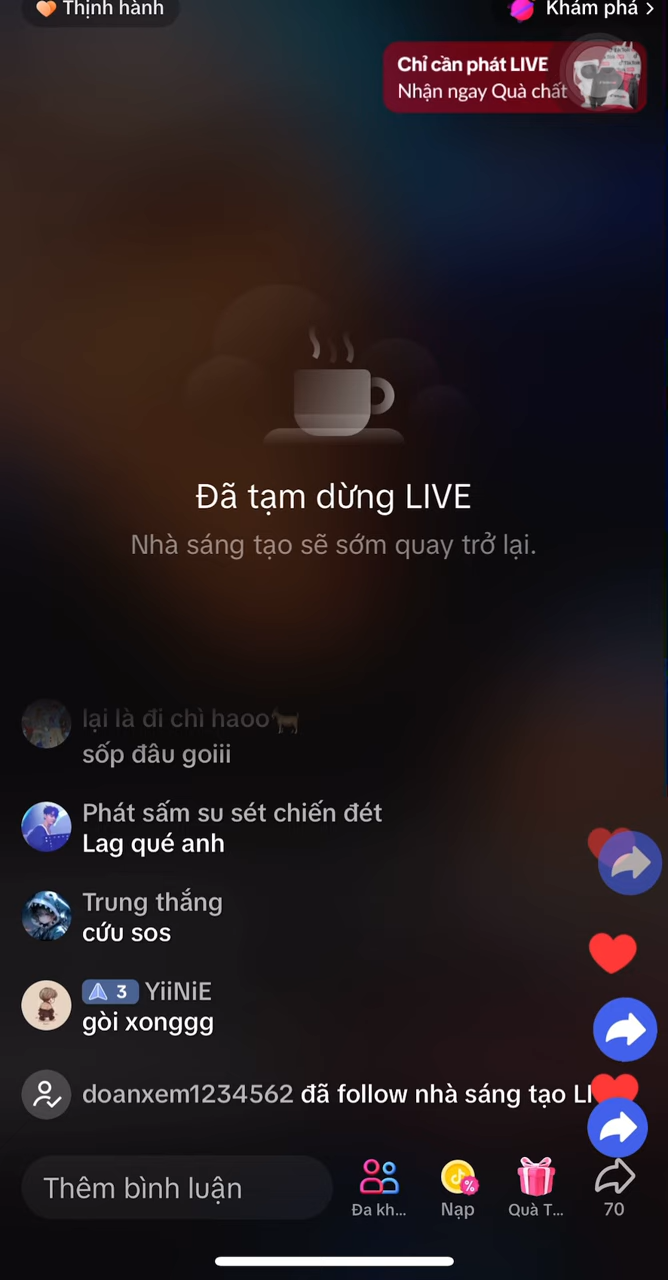 Thịnh hành
Khám phá
Chỉ cần phát LIVE
Nhận ngay Quà chất
Đã tạm dừng LIVE
Nhà sáng tạo sẽ sớm quay trở lại.
lại là đi chì haoo🐐
sốp đâu goiii
Phát sấm su sét chiến đét
Lag qué anh
Trung thắng
cứu sos
3 YiiNiE
gòi xonggg
doanxem1234562 đã follow nhà sáng tạo LI
Thêm bình luận
Đa kh...
Nạp
Quà T...
70